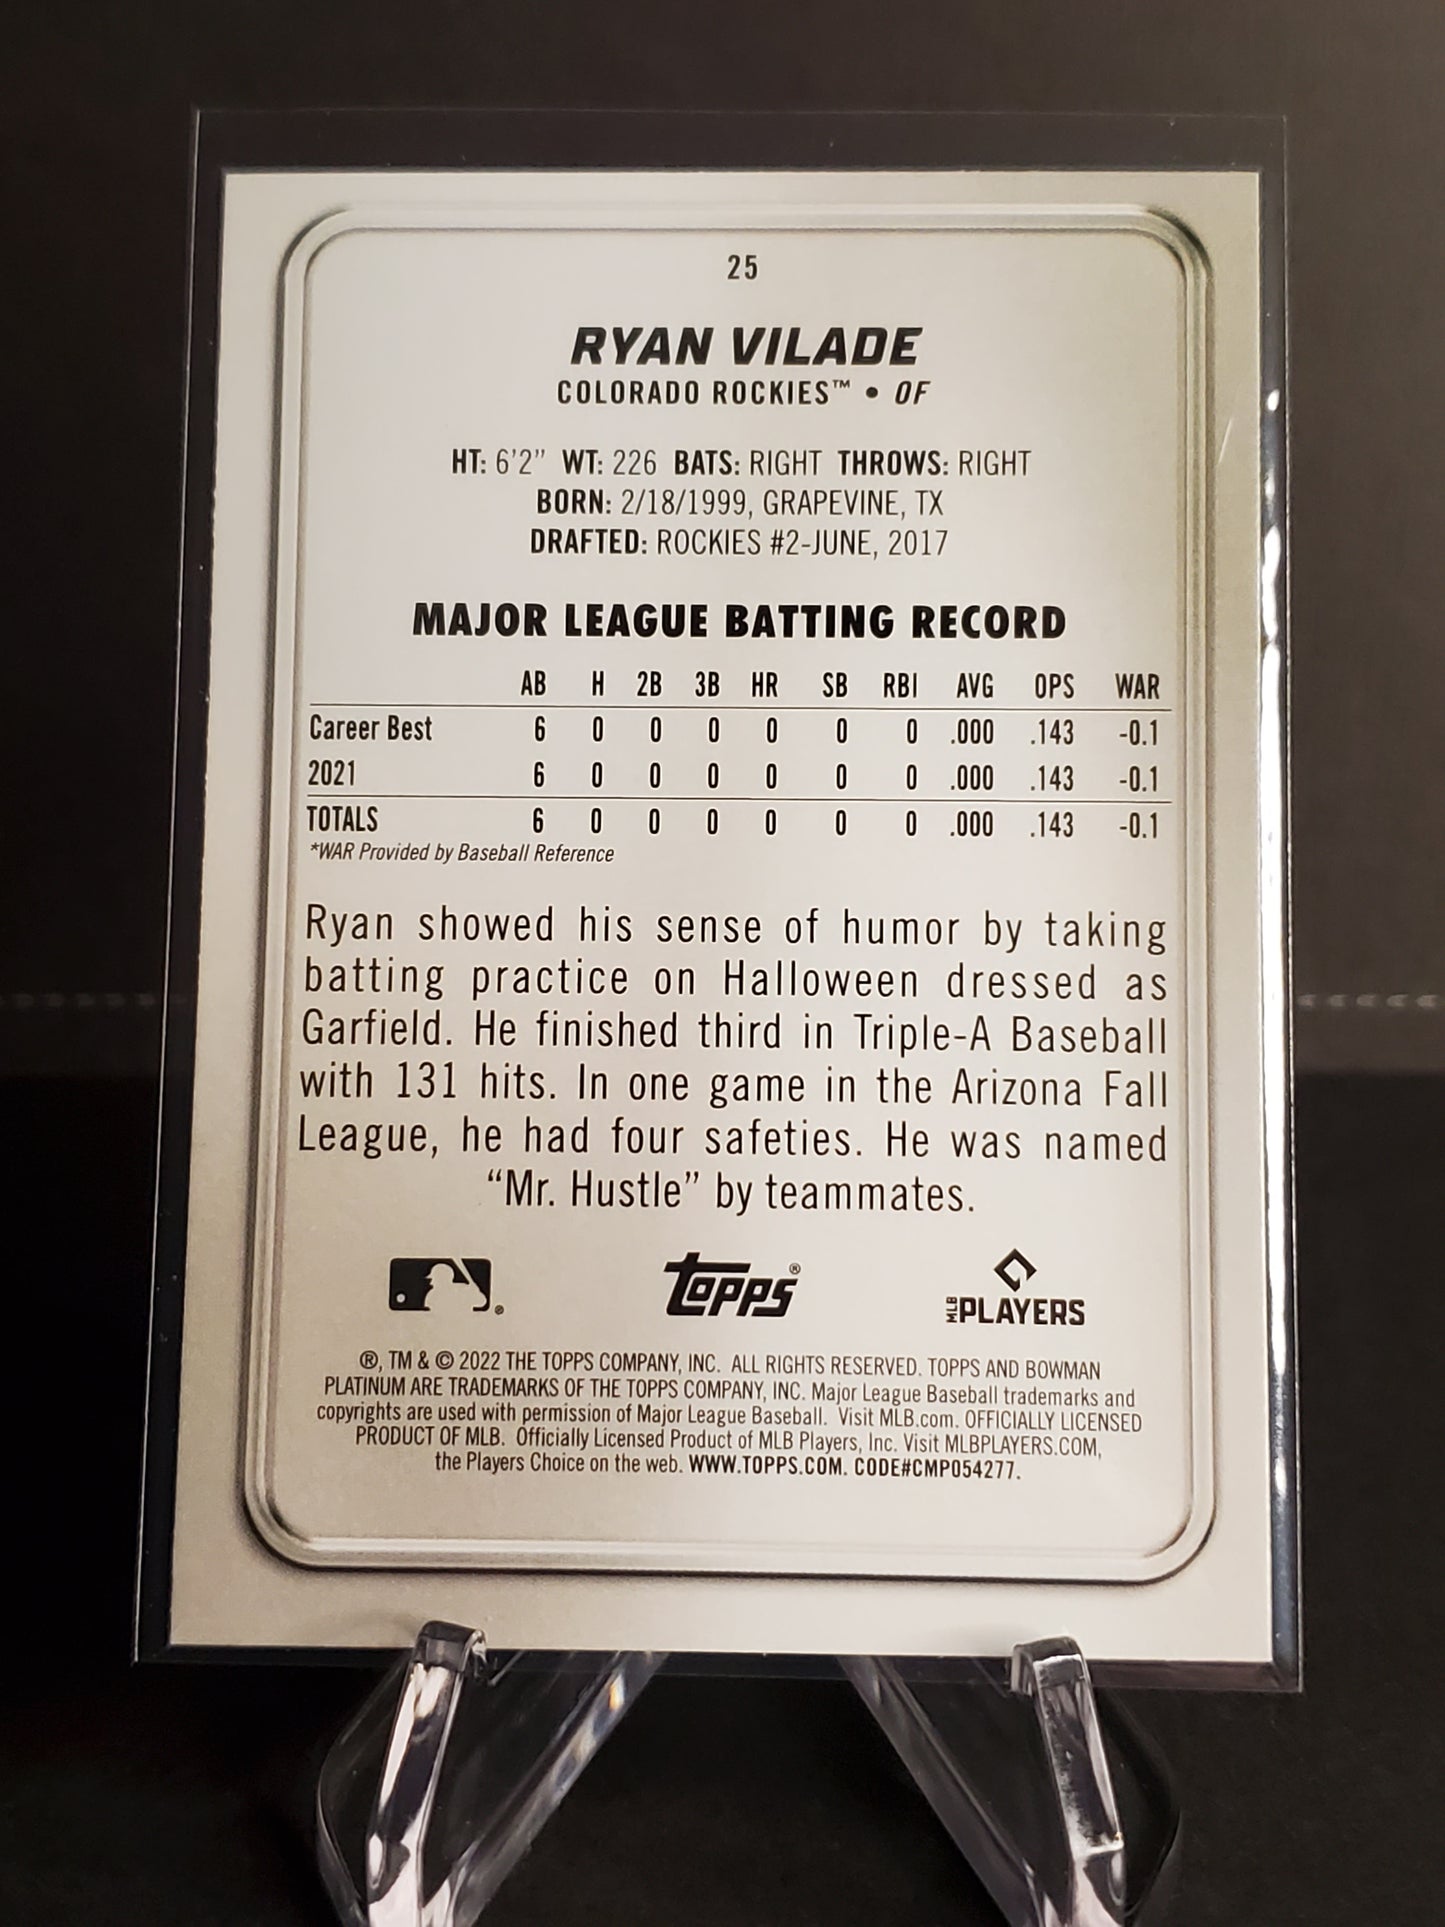 25
RYAN VILADE
COLORADO ROCKIES™ • OF
HT: 6'2” WT: 226 BATS: RIGHT THROWS: RIGHT
BORN: 2/18/1999, GRAPEVINE, TX
DRAFTED: ROCKIES #2-JUNE, 2017
MAJOR LEAGUE BATTING RECORD
AB H 2B 3B HR SB RBI AVG OPS WAR
Career Best 6 0 0 0 0 0 0 .000 .143 -0.1
2021 6 0 0 0 0 0 0 .000 .143 -0.1
TOTALS 6 0 0 0 0 0 0 .000 .143 -0.1
*WAR Provided by Baseball Reference
Ryan showed his sense of humor by taking
batting practice on Halloween dressed as
Garfield. He finished third in Triple-A Baseball
with 131 hits. In one game in the Arizona Fall
League, he had four safeties. He was named
“Mr. Hustle” by teammates.
Topps® MLB PLAYERS
®, TM & © 2022 THE TOPPS COMPANY, INC. ALL RIGHTS RESERVED. TOPPS AND BOWMAN
PLATINUM ARE TRADEMARKS OF THE TOPPS COMPANY, INC. Major League Baseball trademarks and
copyrights are used with permission of Major League Baseball. Visit MLB.com. OFFICIALLY LICENSED
PRODUCT OF MLB. Officially Licensed Product of MLB Players, Inc. Visit MLBPLAYERS.COM,
the Players Choice on the web. WWW.TOPPS.COM. CODE#CMP054277.